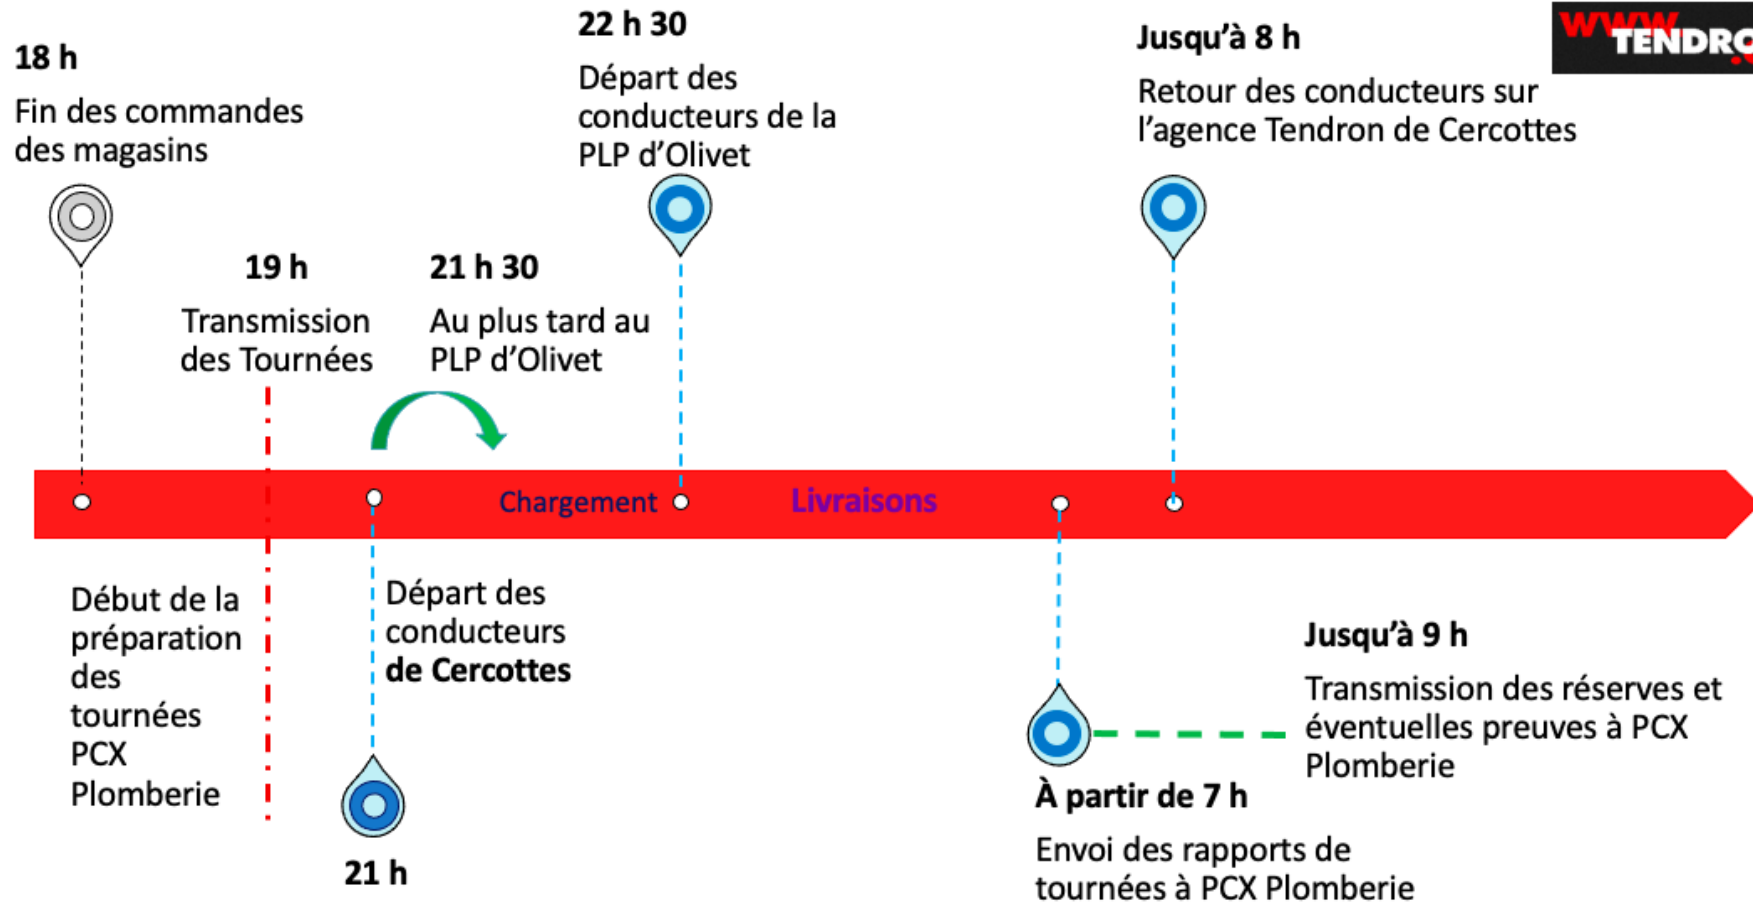 18 h
Fin des commandes
des magasins
22 h 30
Départ des
conducteurs de la
PLP d'Olivet
Jusqu'à 8 h
Retour des conducteurs sur
l'agence Tendron de Cercottes
WWW.
TENDRO
19 h
Transmission
des Tournées
21 h 30
Au plus tard au
PLP d'Olivet
Chargement
Livraisons
Début de la
préparation
des
tournées
PCX
Plomberie
Départ des
conducteurs
de Cercottes
21 h
Jusqu'à 9 h
Transmission des réserves et
éventuelles preuves à PCX
Plomberie
À partir de 7 h
Envoi des rapports de
tournées à PCX Plomberie